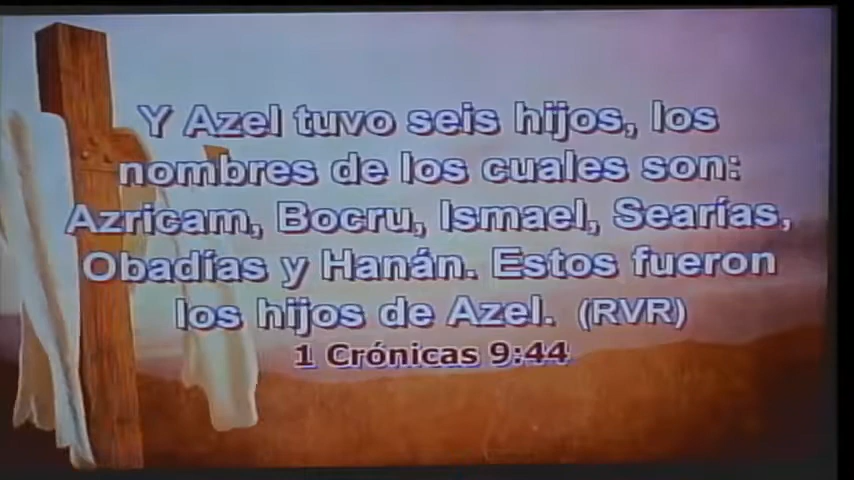 Y Azel tuvo seis hijos, los
nombres de los cuales son:
Azricam, Bocru, Ismael, Searías,
Obadías y Hanán. Estos fueron
los hijos de Azel. (RVR)
1 Crónicas 9:44